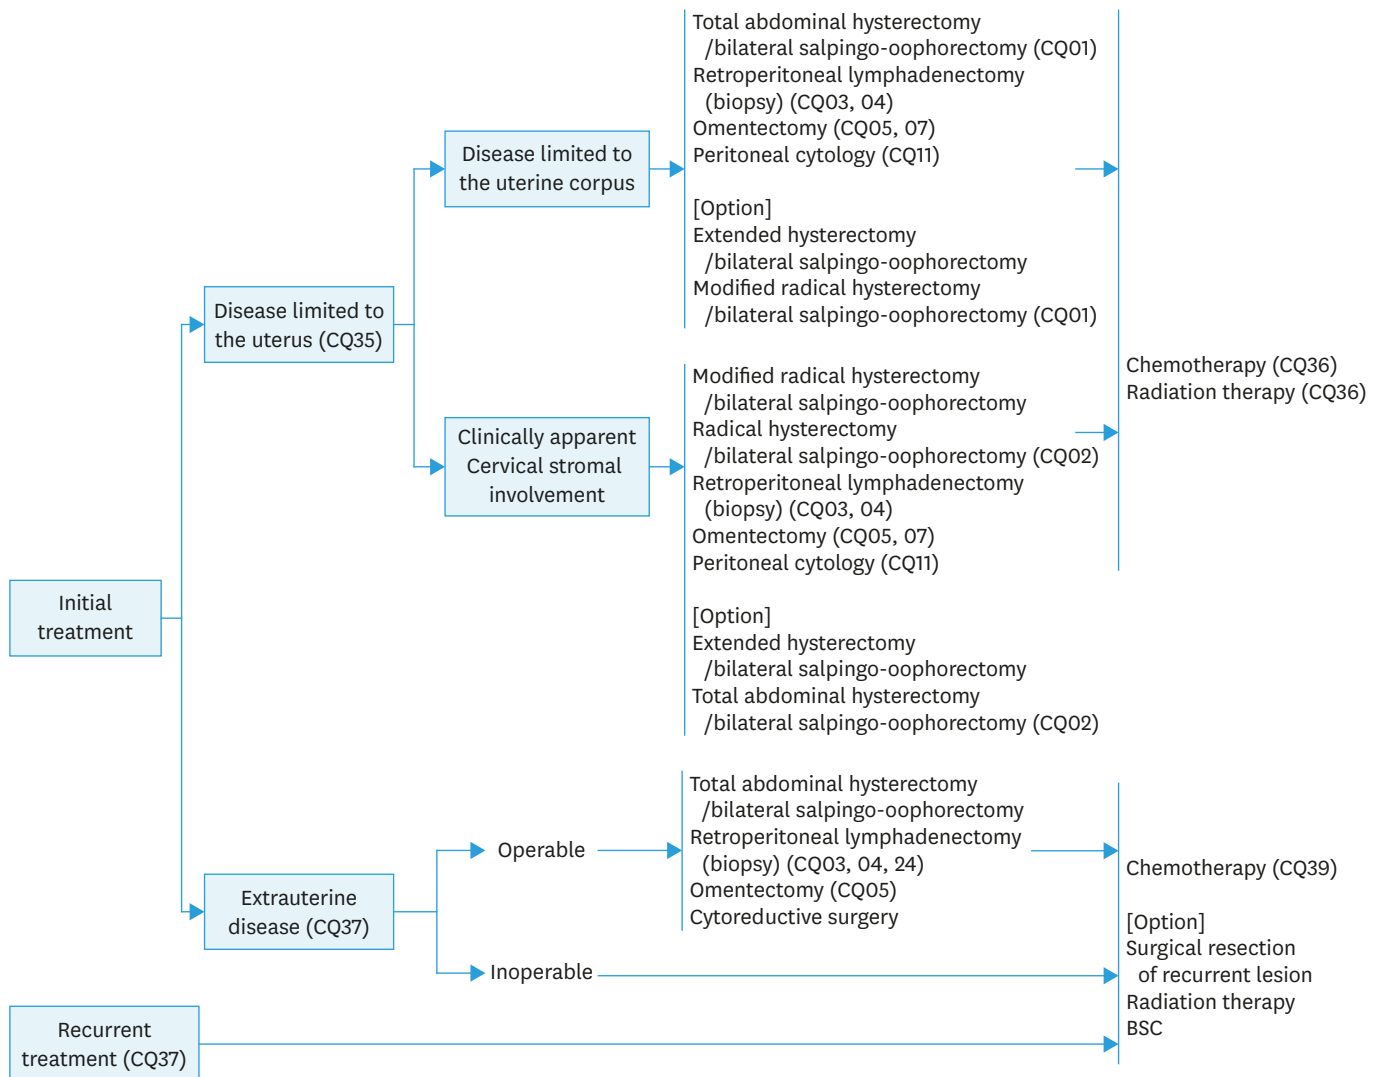 Initial
treatment
Disease limited to
the uterus (CQ35)
Disease limited to
the uterine corpus
Total abdominal hysterectomy
/bilateral salpingo-oophorectomy (CQ01)
Retroperitoneal lymphadenectomy
(biopsy) (CQ03, 04)
Omentectomy (CQ05, 07)
Peritoneal cytology (CQ11)
[Option]
Extended hysterectomy
/bilateral salpingo-oophorectomy
Modified radical hysterectomy
/bilateral salpingo-oophorectomy (CQ01)
Clinically apparent
Cervical stromal
involvement
Modified radical hysterectomy
/bilateral salpingo-oophorectomy
Radical hysterectomy
/bilateral salpingo-oophorectomy (CQ02)
Retroperitoneal lymphadenectomy
(biopsy) (CQ03, 04)
Omentectomy (CQ05, 07)
Peritoneal cytology (CQ11)
[Option]
Extended hysterectomy
/bilateral salpingo-oophorectomy
Total abdominal hysterectomy
/bilateral salpingo-oophorectomy (CQ02)
Chemotherapy (CQ36)
Radiation therapy (CQ36)
Extrauterine
disease (CQ37)
Operable
Total abdominal hysterectomy
/bilateral salpingo-oophorectomy
Retroperitoneal lymphadenectomy
(biopsy) (CQ03, 04, 24)
Omentectomy (CQ05)
Cytoreductive surgery
Inoperable
Chemotherapy (CQ39)
[Option]
Surgical resection
of recurrent lesion
Radiation therapy
BSC
Recurrent
treatment (CQ37)